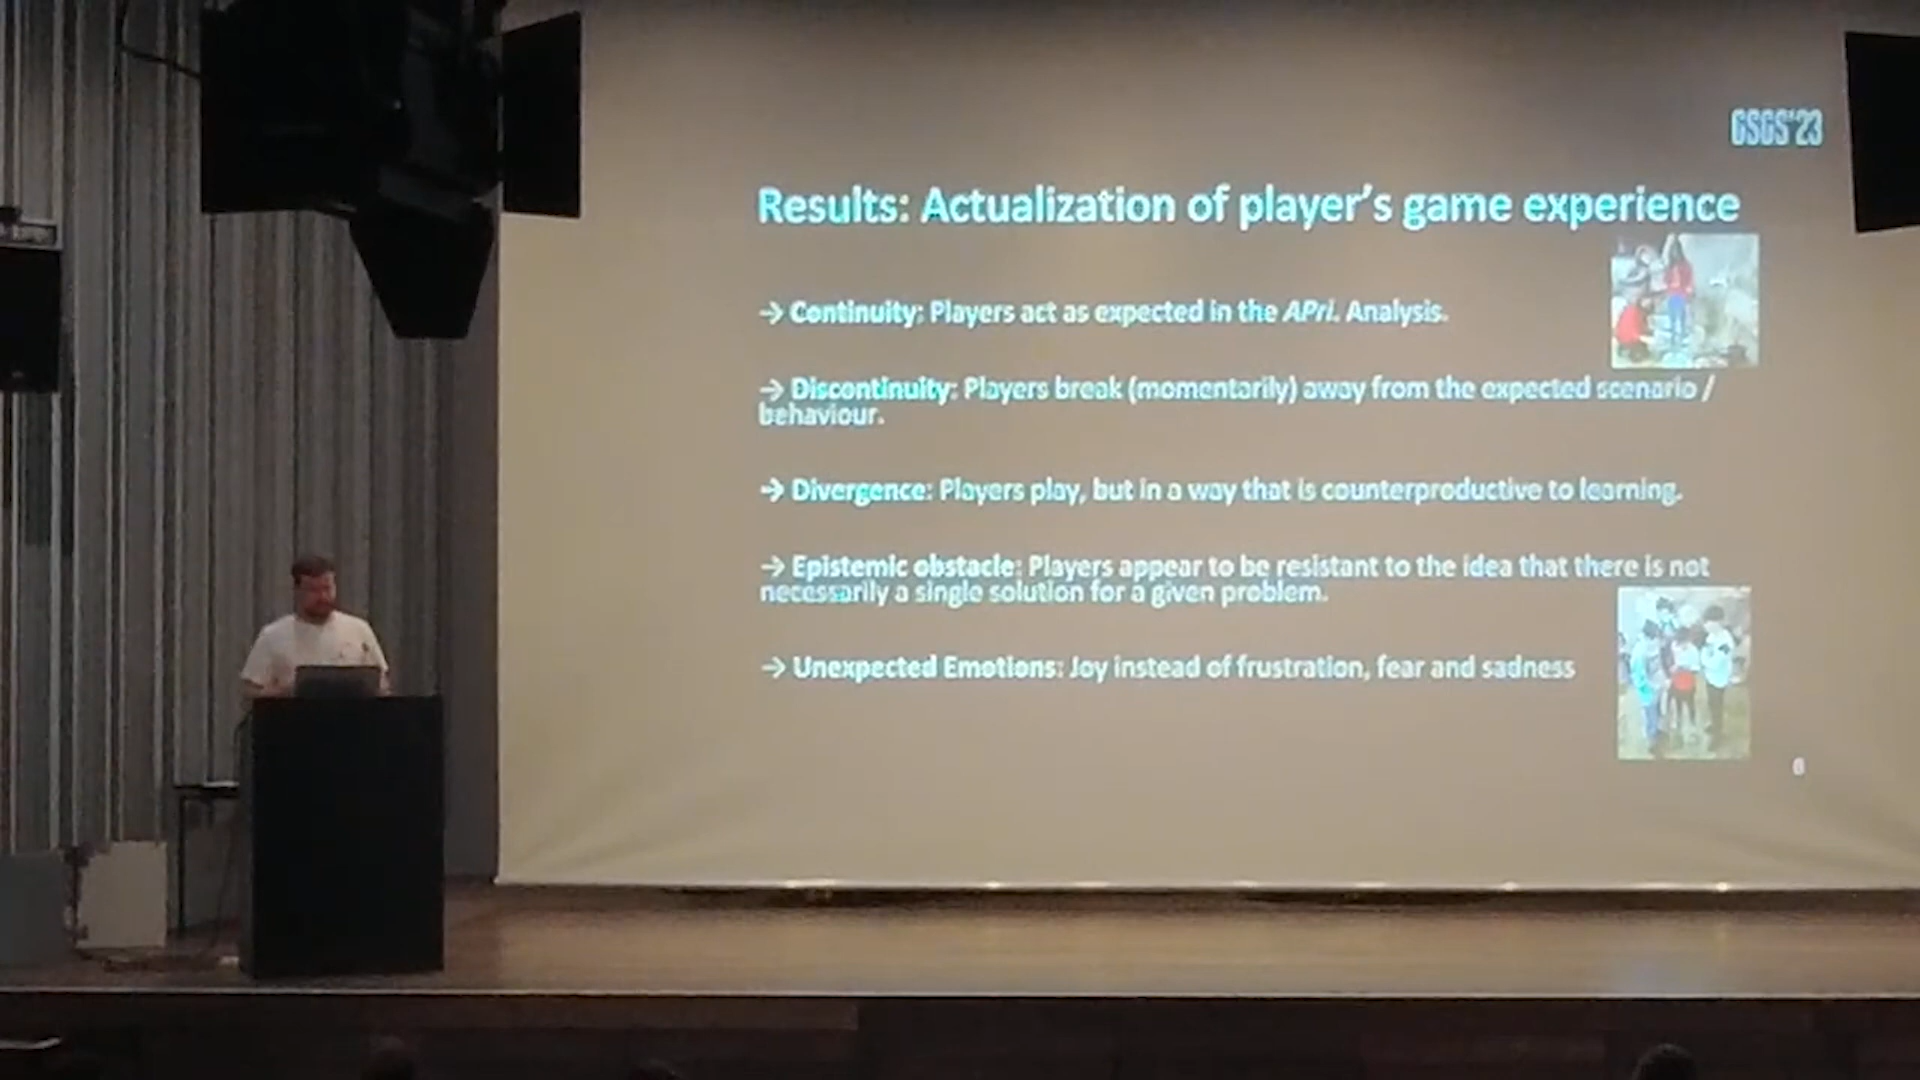 GSGS'23
Results: Actualization of player's game experience
→ Continuity: Players act as expected in the APri. Analysis.
→ Discontinuity: Players break (momentarily) away from the expected scenario /
behaviour.
→ Divergence: Players play, but in a way that is counterproductive to learning.
→ Epistemic obstacle: Players appear to be resistant to the idea that there is not
necessarily a single solution for a given problem.
→ Unexpected Emotions: Joy instead of frustration, fear and sadness
6